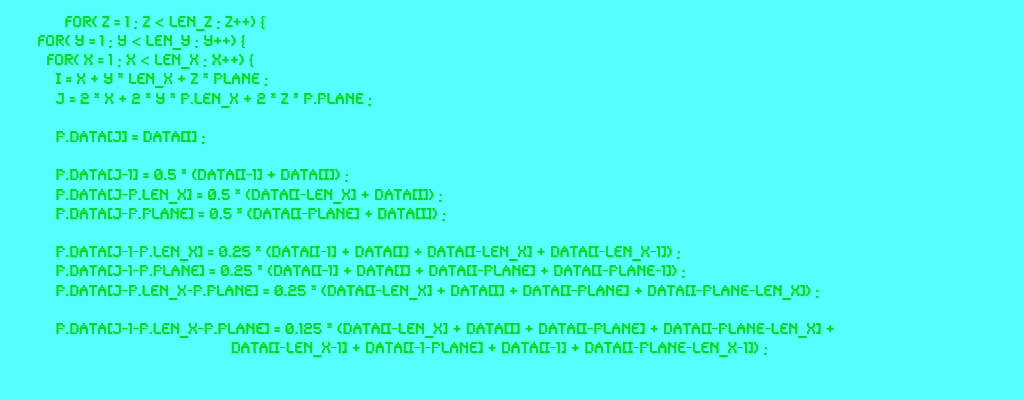 FOR( Z = 1 ; Z < LEN_Z ; Z++) {
FOR( Y = 1 ; Y < LEN_Y ; Y++) {
FOR( X = 1 ; X < LEN_X ; X++) {
I = X + Y * LEN_X + Z * PLANE ;
J = 2 * X + 2 * Y * P.LEN_X + 2 * Z * P.PLANE ;
P.DATA[J] = DATA[I] ;
P.DATA[J-1] = 0.5 * (DATA[I-1] + DATA[I]) ;
P.DATA[J-P.LEN_X] = 0.5 * (DATA[I-LEN_X] + DATA[I]) ;
P.DATA[J-P.PLANE] = 0.5 * (DATA[I-PLANE] + DATA[I]) ;
P.DATA[J-1-P.LEN_X] = 0.25 * (DATA[I-1] + DATA[I] + DATA[I-LEN_X] + DATA[I-LEN_X-1]) ;
P.DATA[J-1-P.PLANE] = 0.25 * (DATA[I-1] + DATA[I] + DATA[I-PLANE] + DATA[I-PLANE-1]) ;
P.DATA[J-P.LEN_X-P.PLANE] = 0.25 * (DATA[I-LEN_X] + DATA[I] + DATA[I-PLANE] + DATA[I-PLANE-LEN_X]) ;
P.DATA[J-1-P.LEN_X-P.PLANE] = 0.125 * (DATA[I-LEN_X] + DATA[I] + DATA[I-PLANE] + DATA[I-PLANE-LEN_X] +
DATA[I-LEN_X-1] + DATA[I-1-PLANE] + DATA[I-1] + DATA[I-PLANE-LEN_X-1]) ;